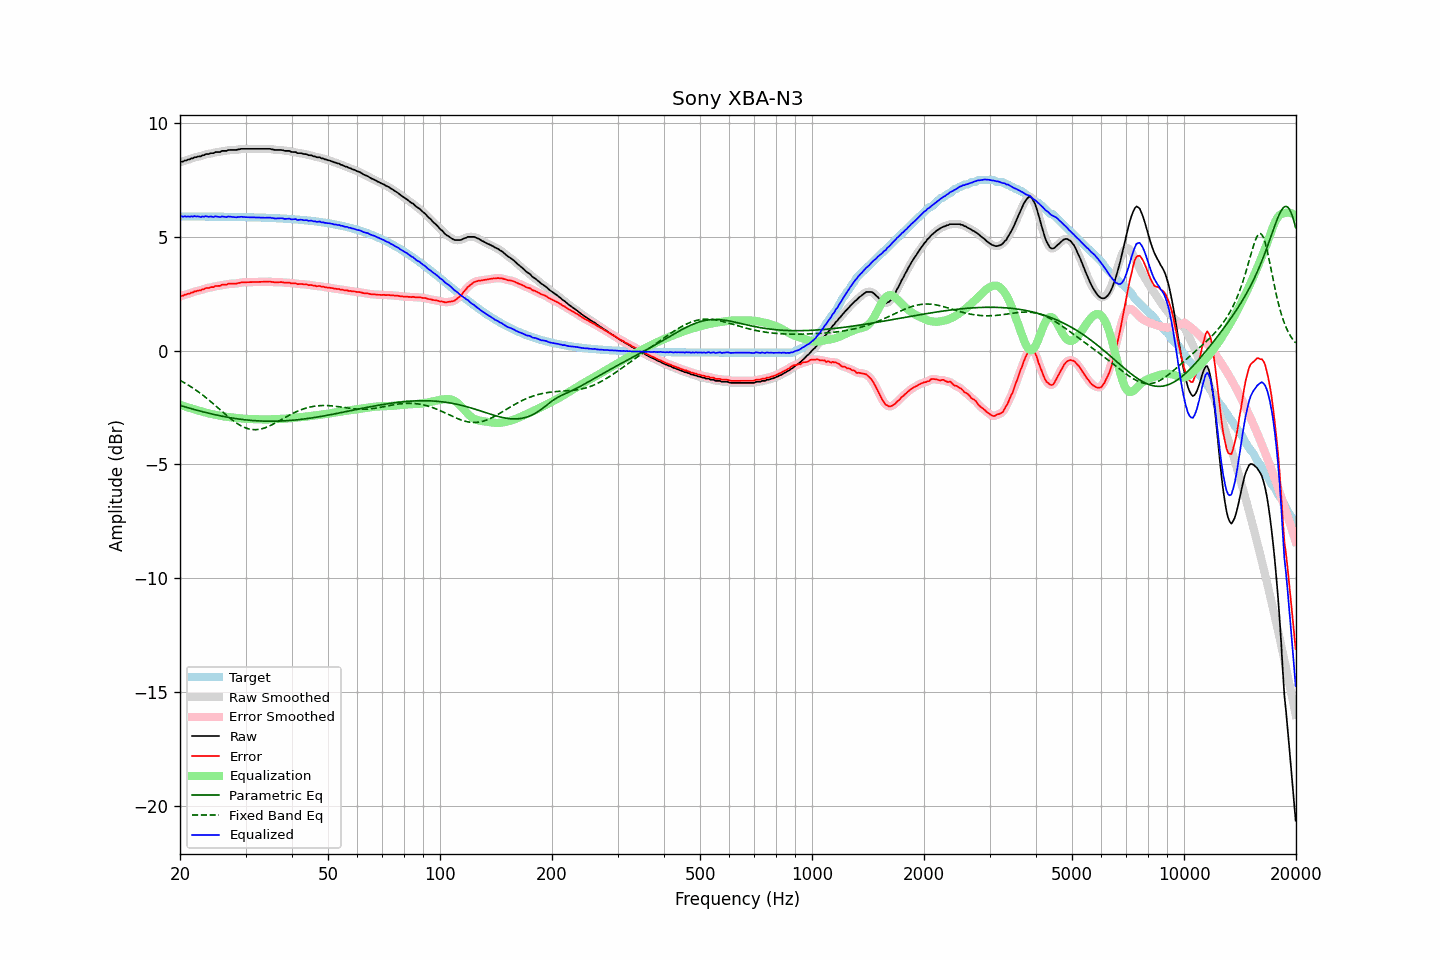 Sony XBA-N3
10
5
0
−5
−10
−15
−20
Amplitude (dBr)
Target
Raw Smoothed
Error Smoothed
Raw
Error
Equalization
Parametric Eq
Fixed Band Eq
Equalized
20 50 100 200 500 1000 2000 5000 10000 20000
Frequency (Hz)